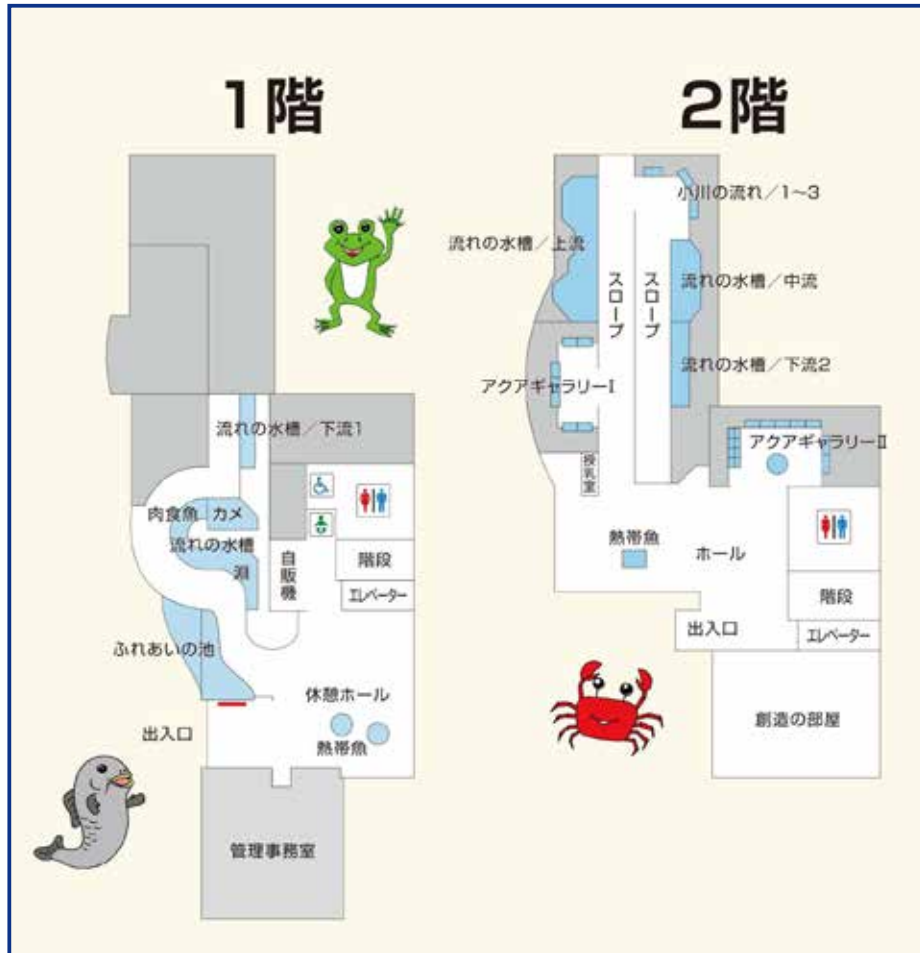 1階
流れの水槽／下流1
肉食魚
カメ
流れの水槽
淵
自販機
階段
エレベーター
ふれあいの池
休憩ホール
出入口
熱帯魚
管理事務室
2階
小川の流れ／1〜3
流れの水槽／上流
スロープ
スロープ
流れの水槽／中流
流れの水槽／下流2
アクアギャラリーI
アクアギャラリーⅡ
授乳室
熱帯魚
ホール
階段
出入口
エレベーター
創造の部屋